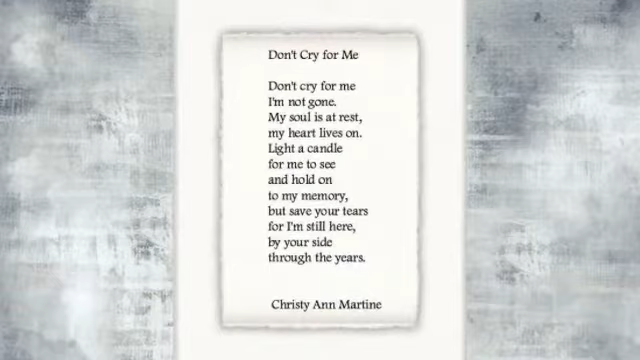 Don't Cry for Me
Don't cry for me
I'm not gone.
My soul is at rest,
my heart lives on.
Light a candle
for me to see
and hold on
to my memory,
but save your tears
for I'm still here,
by your side
through the years.
Christy Ann Martine